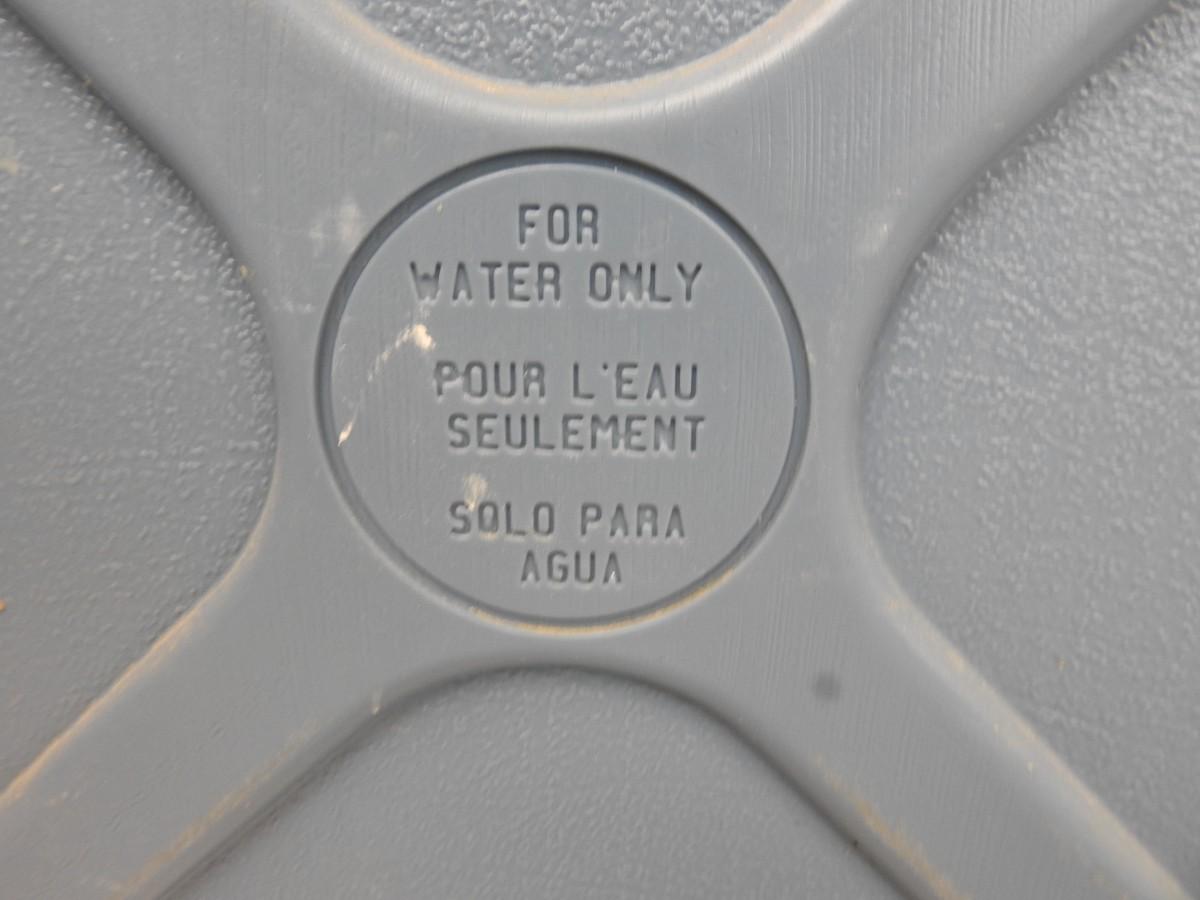 FOR
WATER ONLY
POUR L'EAU
SEULEMENT
SOLO PARA
AGUA